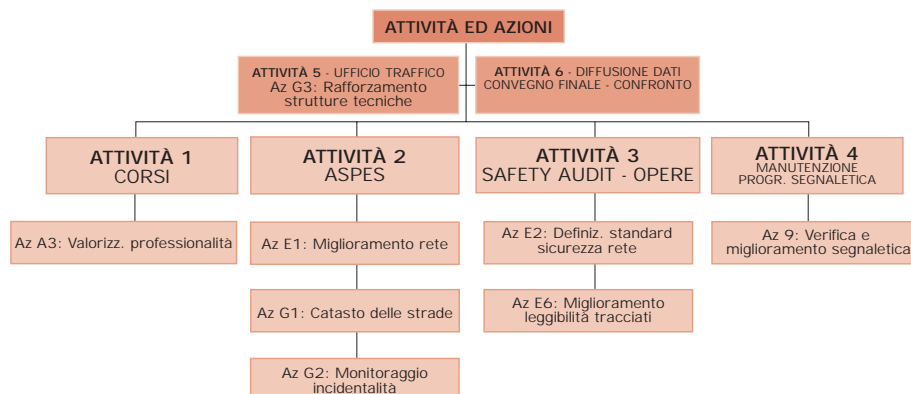 ATTIVITÀ ED AZIONI
ATTIVITÀ 5 - UFFICIO TRAFFICO
Az G3: Rafforzamento
strutture tecniche
ATTIVITÀ 6 - DIFFUSIONE DATI
CONVEGNO FINALE - CONFRONTO
ATTIVITÀ 1
CORSI
Az A3: Valorizz. professionalità
ATTIVITÀ 2
ASPES
Az E1: Miglioramento rete
Az G1: Catasto delle strade
Az G2: Monitoraggio
incidentalità
ATTIVITÀ 3
SAFETY AUDIT - OPERE
Az E2: Definiz. standard
sicurezza rete
Az E6: Miglioramento
leggibilità tracciati
ATTIVITÀ 4
MANUTENZIONE
PROGR. SEGNALETICA
Az 9: Verifica e
miglioramento segnaletica